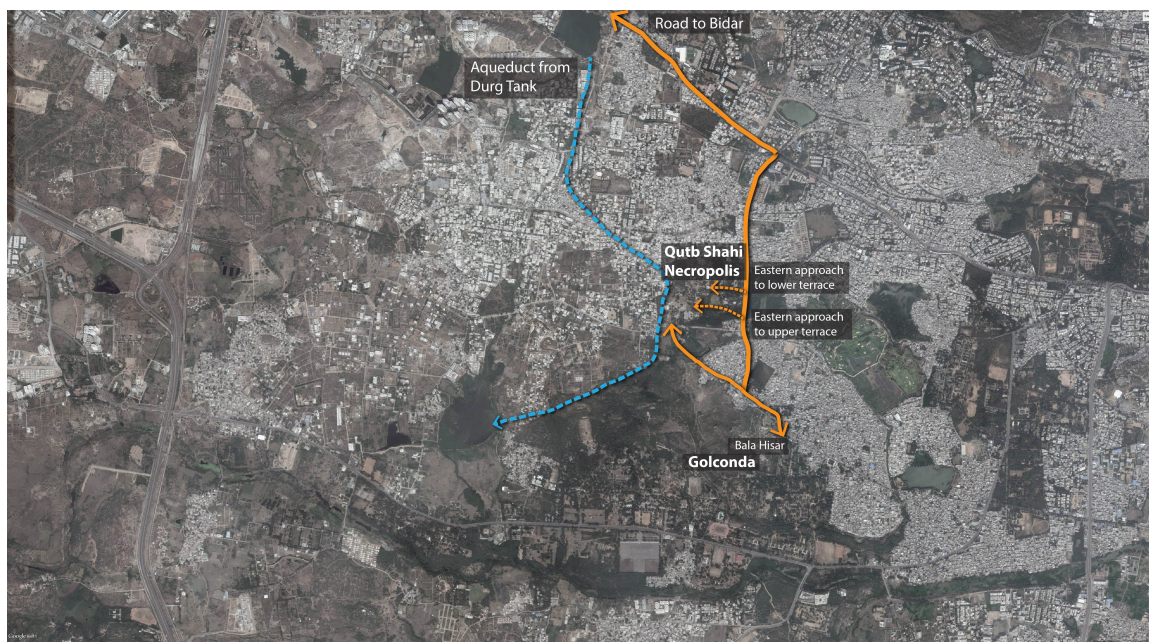 Road to Bidar
Aqueduct from
Durg Tank
Qutb Shahi
Necropolis
Eastern approach
to lower terrace
Eastern approach
to upper terrace
Bala Hisar
Golconda